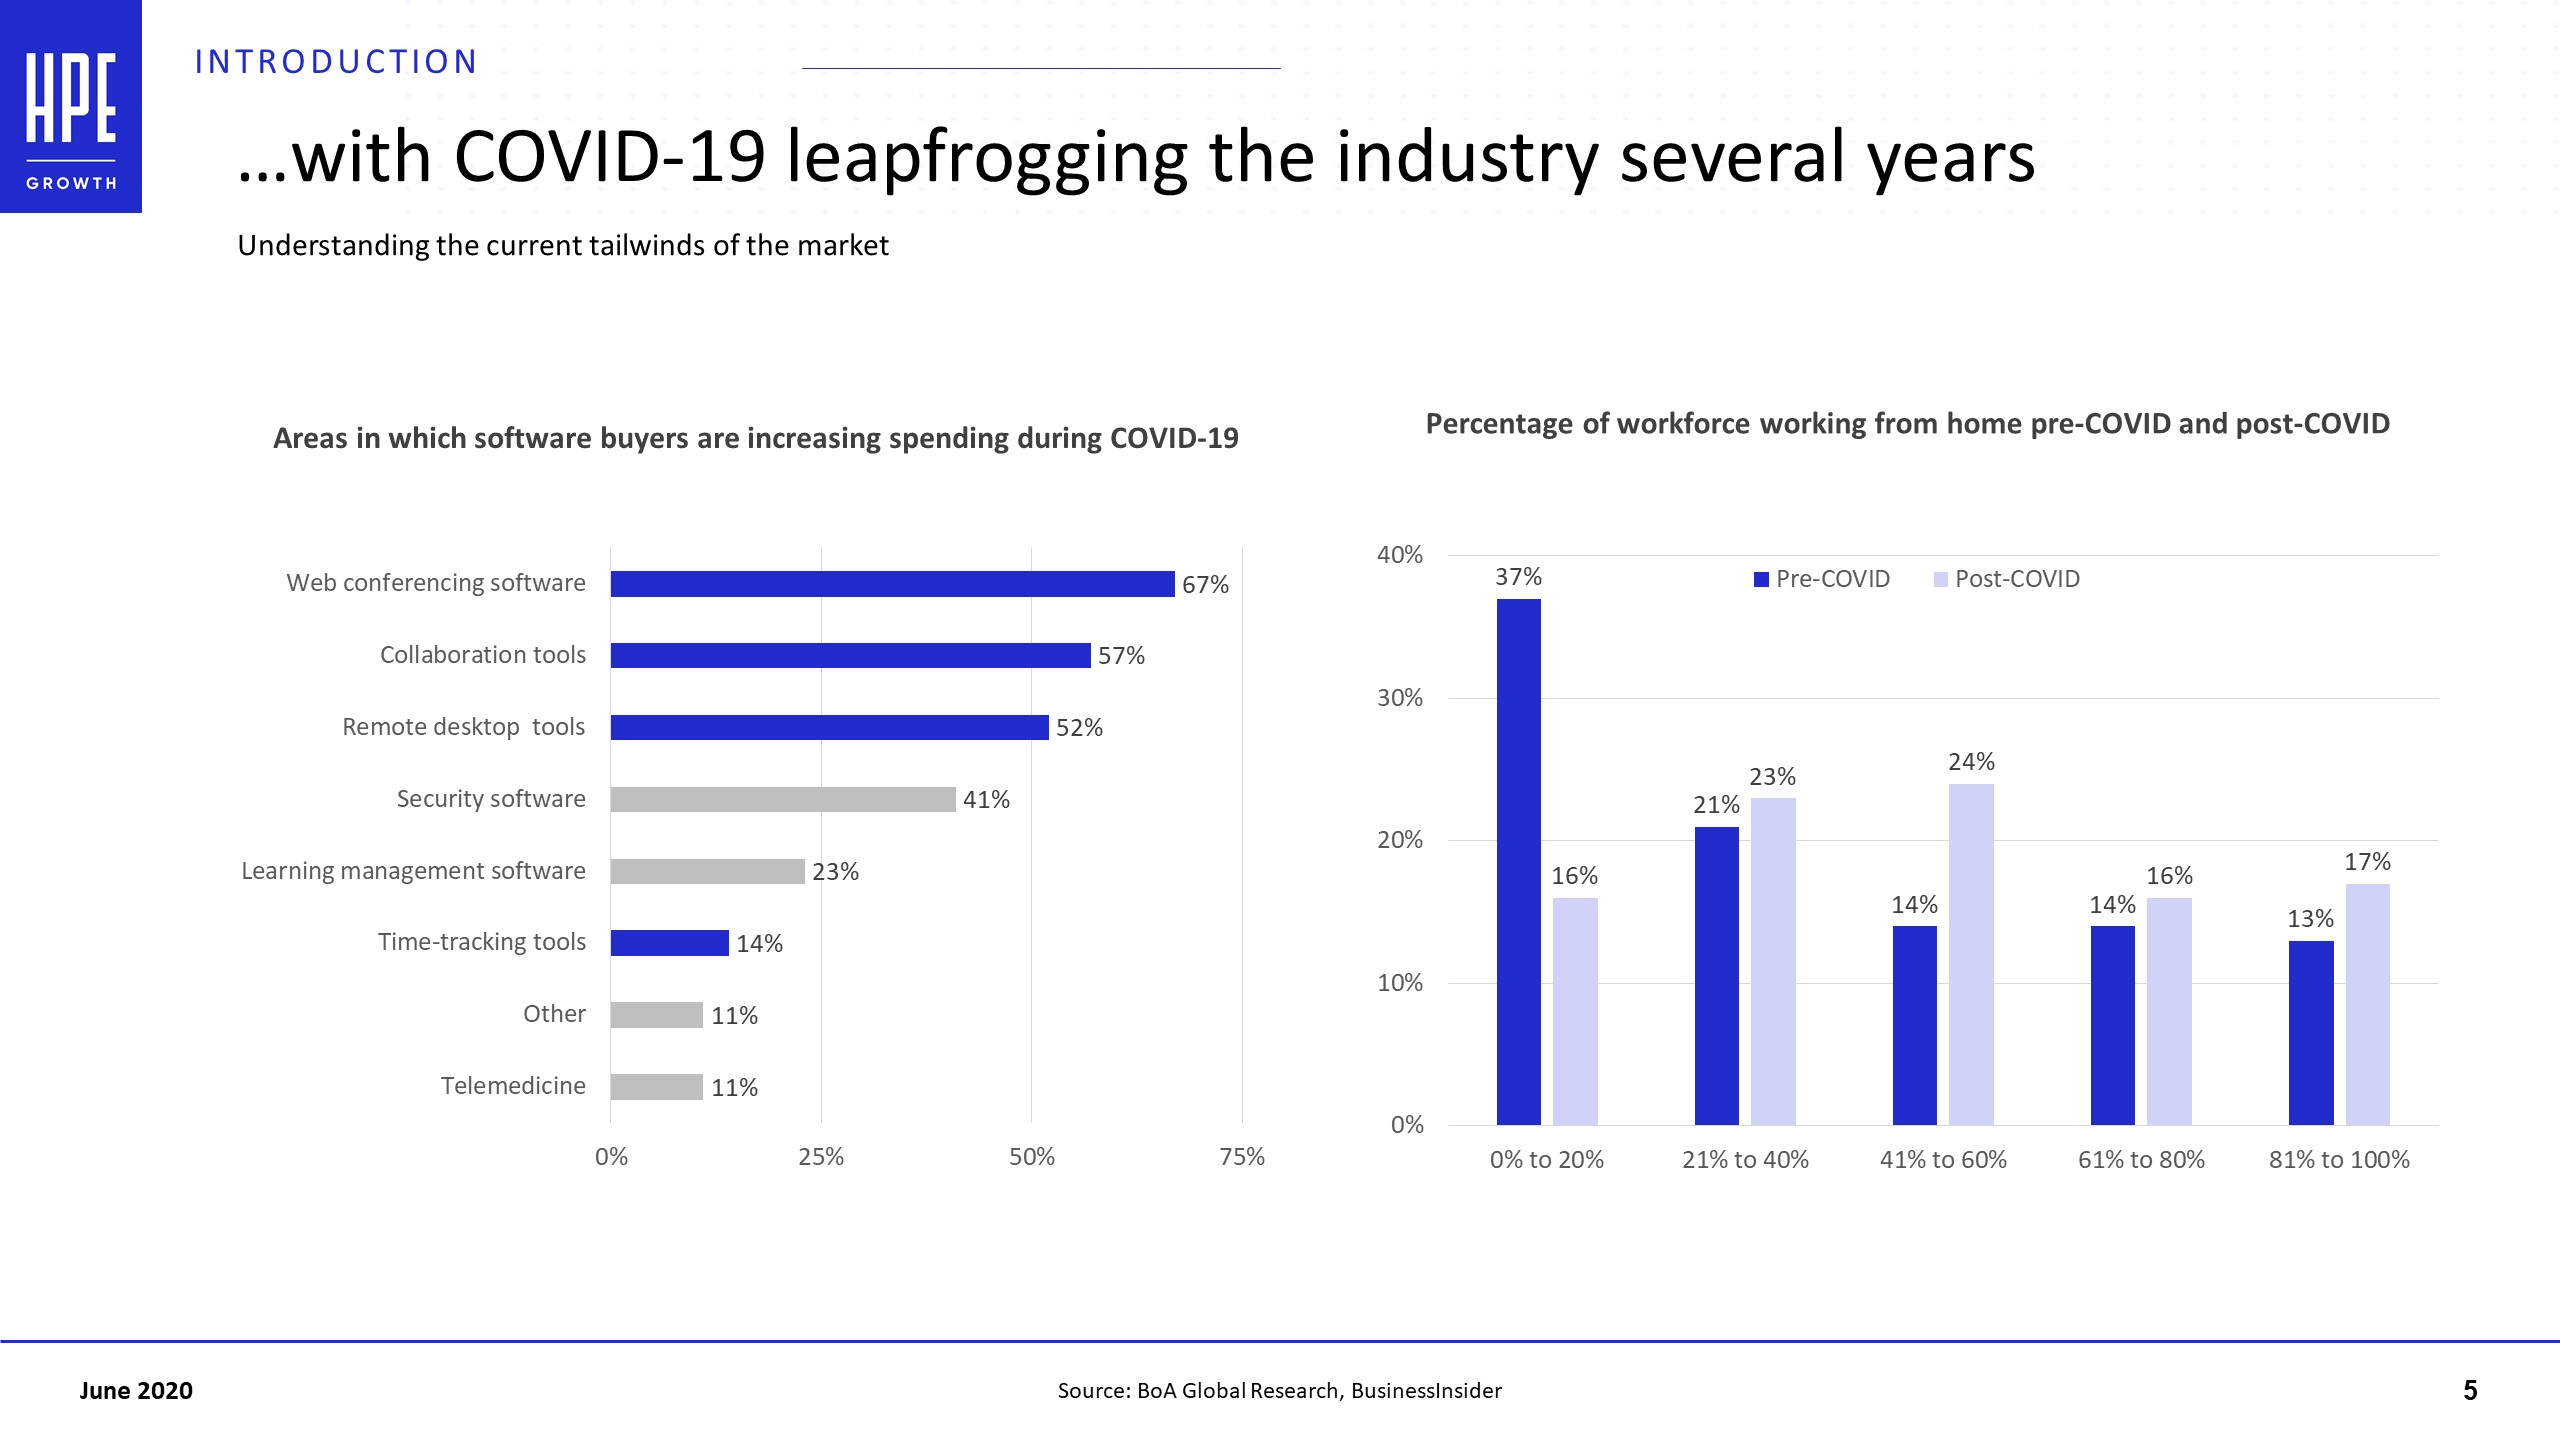 HPE
GROWTH
INTRODUCTION
...with COVID-19 leapfrogging the industry several years
Understanding the current tailwinds of the market
Areas in which software buyers are increasing spending during COVID-19
Web conferencing software 67%
Collaboration tools 57%
Remote desktop tools 52%
Security software 41%
Learning management software 23%
Time-tracking tools 14%
Other 11%
Telemedicine 11%
0% 25% 50% 75%
Percentage of workforce working from home pre-COVID and post-COVID
Pre-COVID Post-COVID
40%
30%
20%
10%
0%
37% 16%
21% 23%
14% 24%
14% 16%
13% 17%
0% to 20% 21% to 40% 41% to 60% 61% to 80% 81% to 100%
June 2020
Source: BoA Global Research, BusinessInsider
5